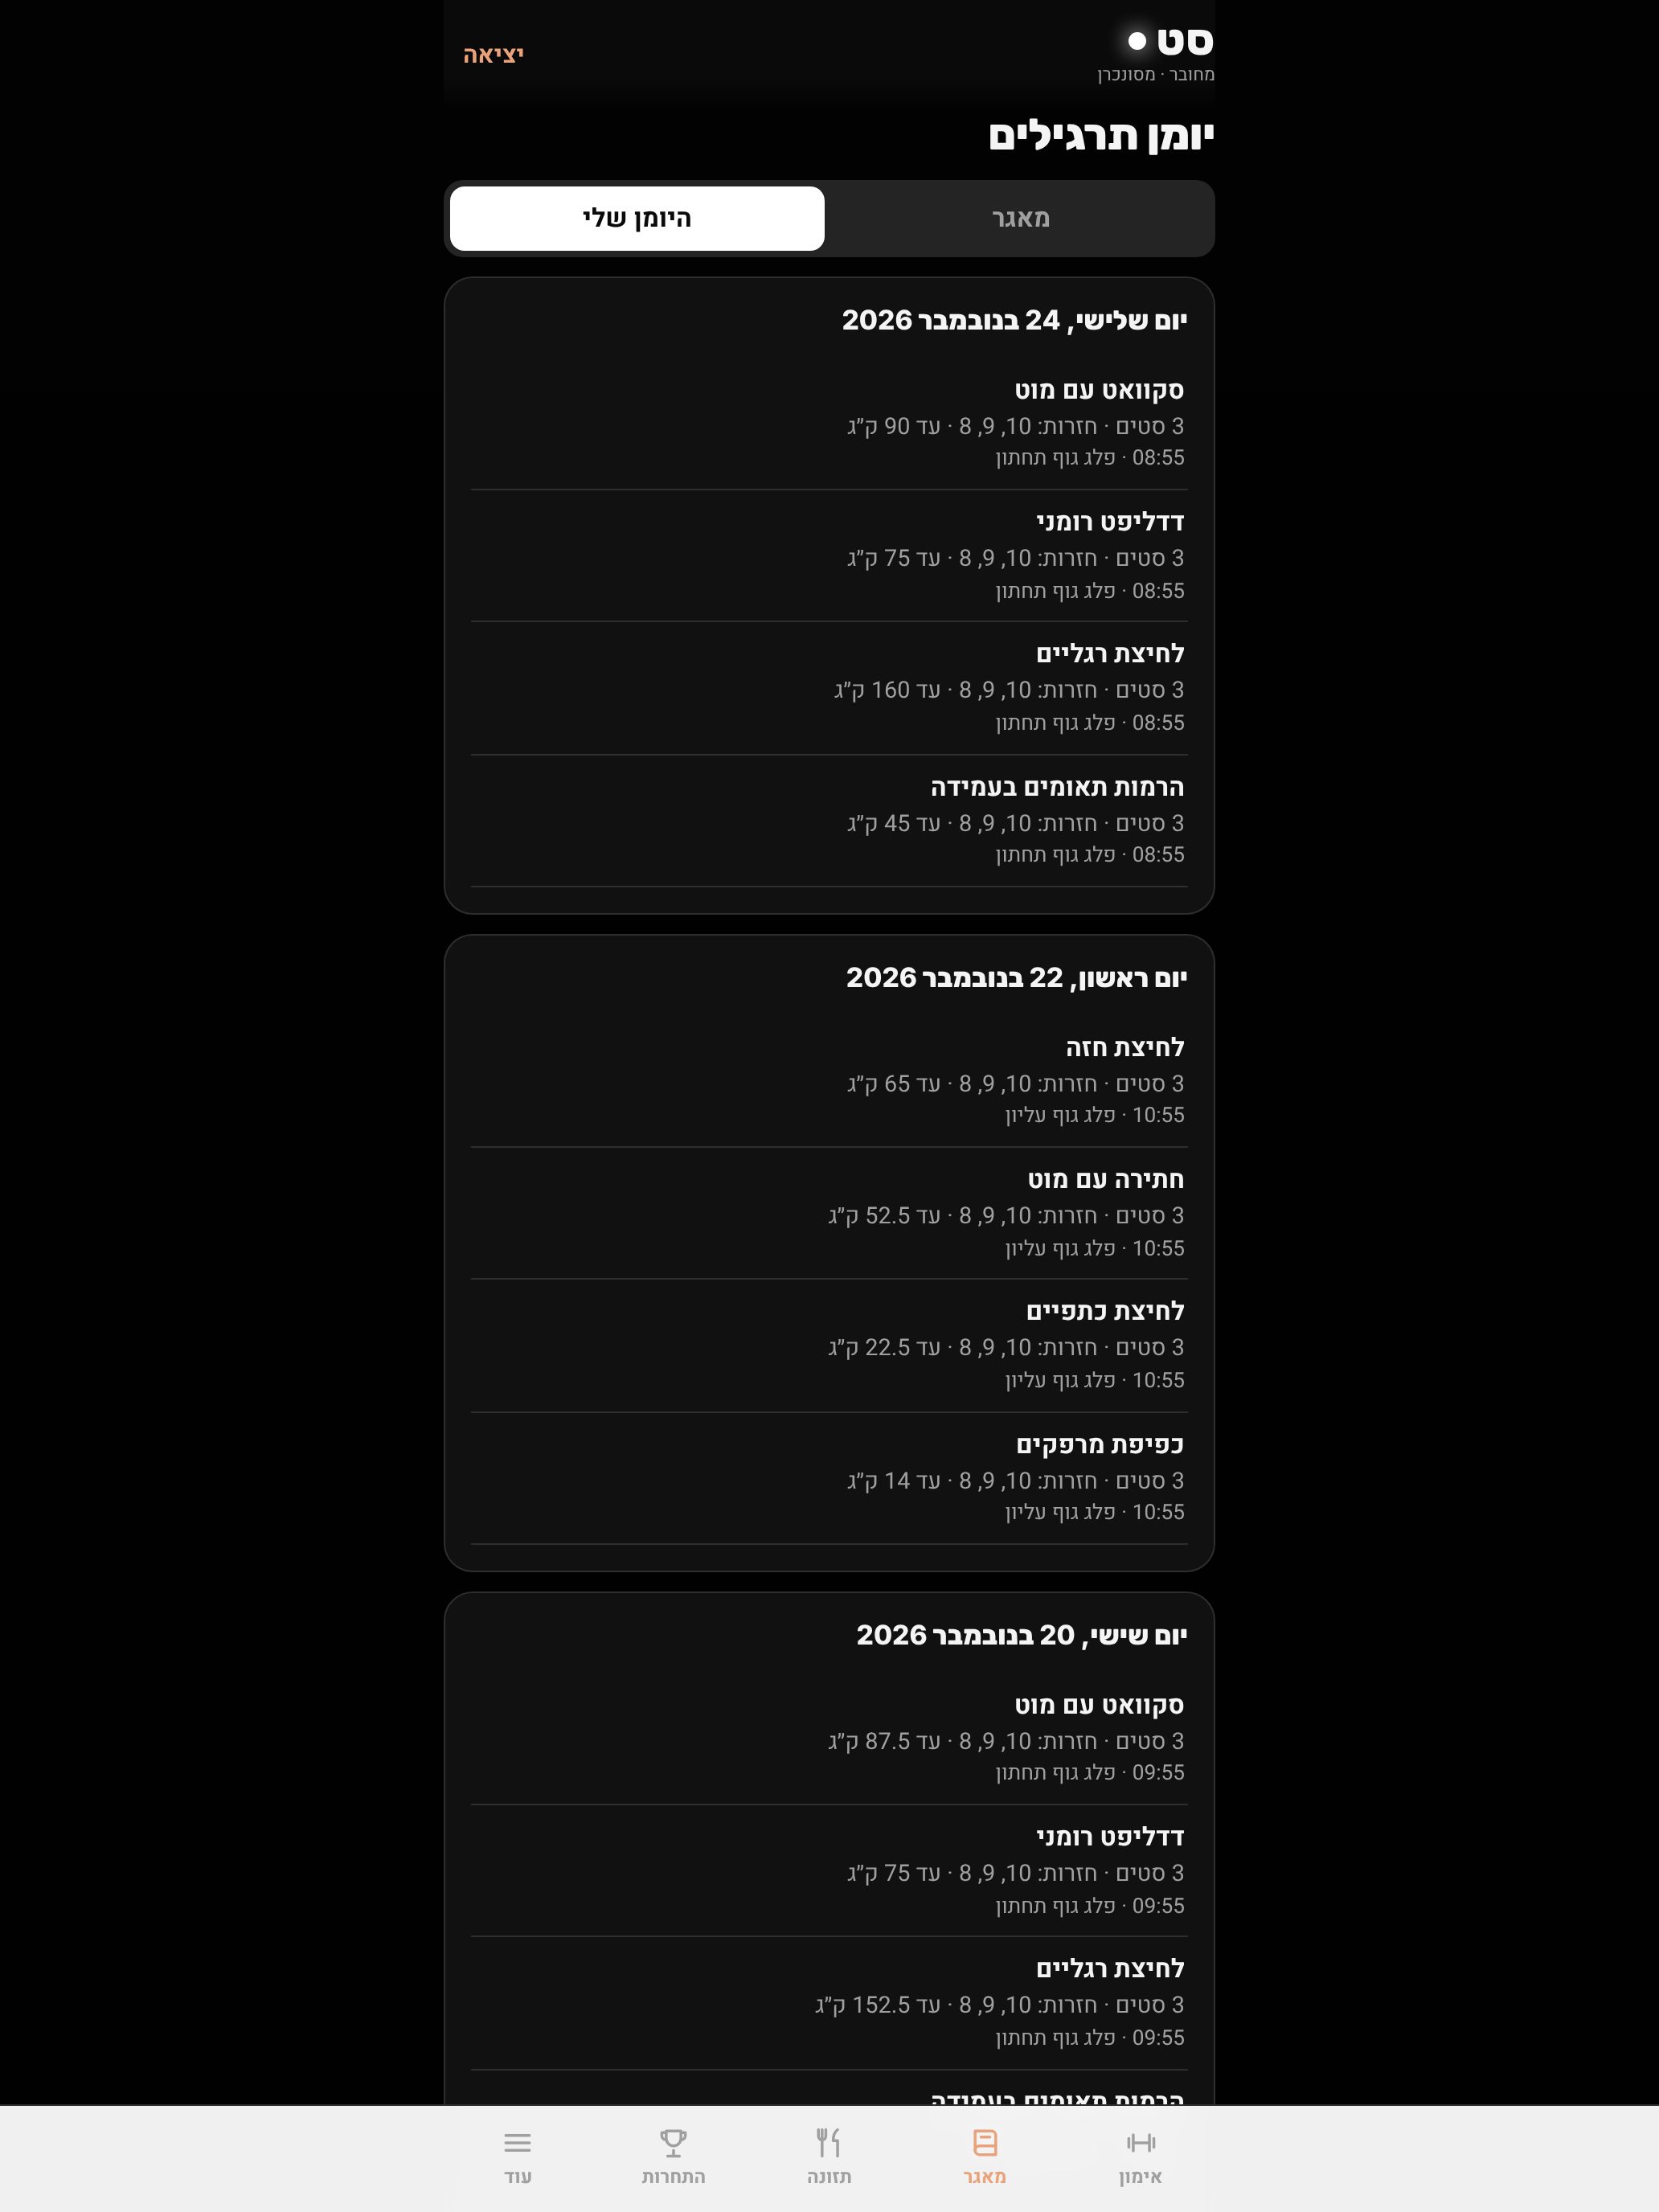 סט
מחובר · מסונכרן
יציאה
יומן תרגילים
מאגר
היומן שלי
יום שלישי, 24 בנובמבר 2026
סקוואט עם מוט
3 סטים · חזרות: 10, 9, 8 · עד 90 ק״ג
08:55 · פלג גוף תחתון
דדליפט רומני
3 סטים · חזרות: 10, 9, 8 · עד 75 ק״ג
08:55 · פלג גוף תחתון
לחיצת רגליים
3 סטים · חזרות: 10, 9, 8 · עד 160 ק״ג
08:55 · פלג גוף תחתון
הרמות תאומים בעמידה
3 סטים · חזרות: 10, 9, 8 · עד 45 ק״ג
08:55 · פלג גוף תחתון
יום ראשון, 22 בנובמבר 2026
לחיצת חזה
3 סטים · חזרות: 10, 9, 8 · עד 65 ק״ג
10:55 · פלג גוף עליון
חתירה עם מוט
3 סטים · חזרות: 10, 9, 8 · עד 52.5 ק״ג
10:55 · פלג גוף עליון
לחיצת כתפיים
3 סטים · חזרות: 10, 9, 8 · עד 22.5 ק״ג
10:55 · פלג גוף עליון
כפיפת מרפקים
3 סטים · חזרות: 10, 9, 8 · עד 14 ק״ג
10:55 · פלג גוף עליון
יום שישי, 20 בנובמבר 2026
סקוואט עם מוט
3 סטים · חזרות: 10, 9, 8 · עד 87.5 ק״ג
09:55 · פלג גוף תחתון
דדליפט רומני
3 סטים · חזרות: 10, 9, 8 · עד 75 ק״ג
09:55 · פלג גוף תחתון
לחיצת רגליים
3 סטים · חזרות: 10, 9, 8 · עד 152.5 ק״ג
09:55 · פלג גוף תחתון
הרמות תאומים בעמידה
אימון
מאגר
תזונה
התחרות
עוד